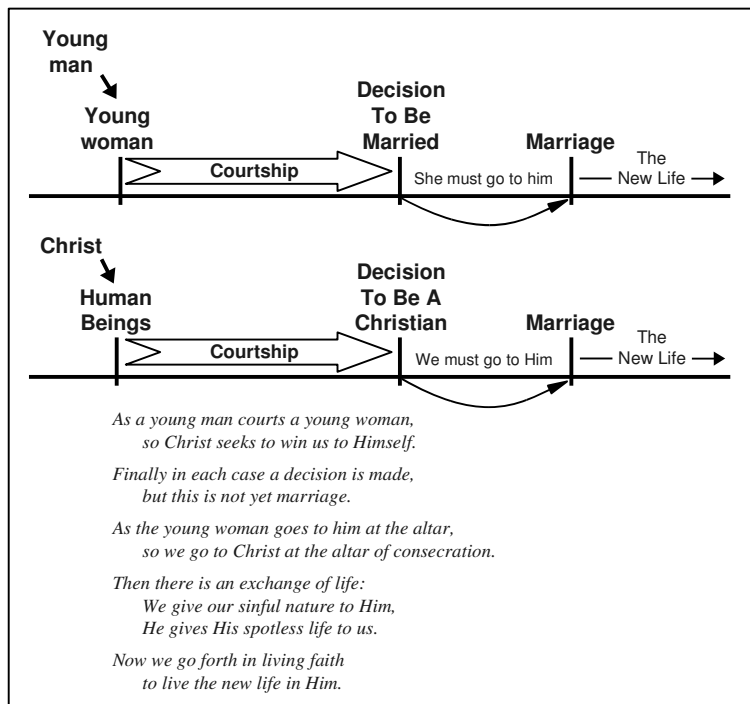 Young
man
Young
woman
Courtship
Decision
To Be
Married
She must go to him
Marriage
The
New Life
Christ
Human
Beings
Courtship
Decision
To Be A
Christian
We must go to Him
Marriage
The
New Life
As a young man courts a young woman,
so Christ seeks to win us to Himself.
Finally in each case a decision is made,
but this is not yet marriage.
As the young woman goes to him at the altar,
so we go to Christ at the altar of consecration.
Then there is an exchange of life:
We give our sinful nature to Him,
He gives His spotless life to us.
Now we go forth in living faith
to live the new life in Him.